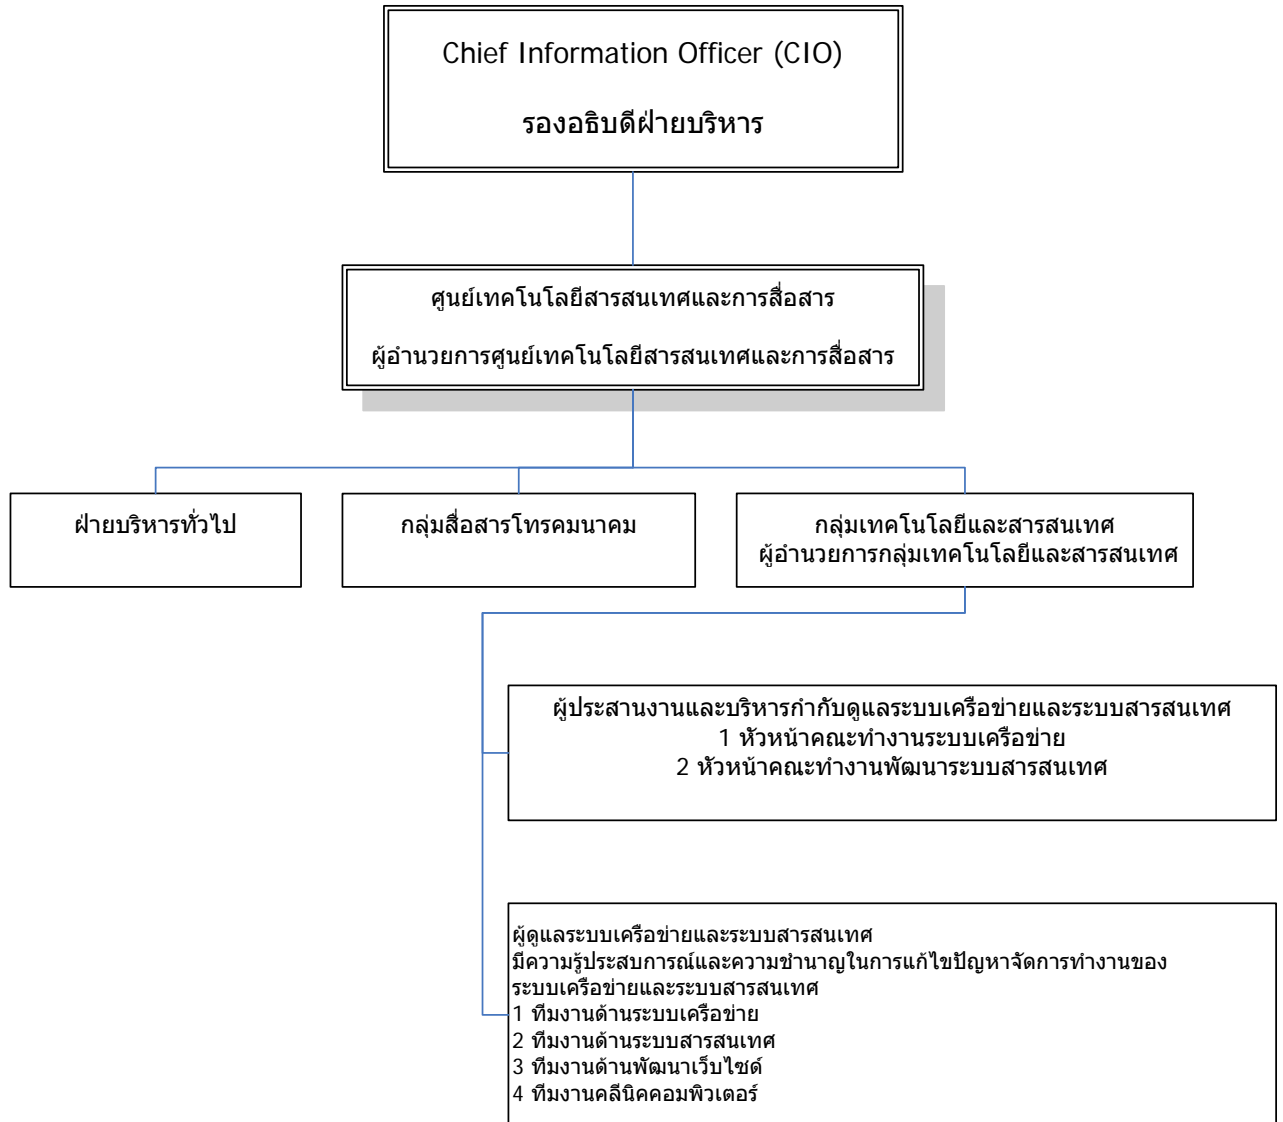 Chief Information Officer (CIO)
รองอธิบดีฝ่ายบริหาร
ศูนย์เทคโนโลยีสารสนเทศและการสื่อสาร
ผู้อำนวยการศูนย์เทคโนโลยีสารสนเทศและการสื่อสาร
ฝ่ายบริหารทั่วไป
กลุ่มสื่อสารโทรคมนาคม
กลุ่มเทคโนโลยีและสารสนเทศ
ผู้อำนวยการกลุ่มเทคโนโลยีและสารสนเทศ
ผู้ประสานงานและบริหารกำกับดูแลระบบเครือข่ายและระบบสารสนเทศ
1 หัวหน้าคณะทำงานระบบเครือข่าย
2 หัวหน้าคณะทำงานพัฒนาระบบสารสนเทศ
ผู้ดูแลระบบเครือข่ายและระบบสารสนเทศ
มีความรู้ประสบการณ์และความชำนาญในการแก้ไขปัญหาจัดการทำงานของ
ระบบเครือข่ายและระบบสารสนเทศ
1 ทีมงานด้านระบบเครือข่าย
2 ทีมงานด้านระบบสารสนเทศ
3 ทีมงานด้านพัฒนาเว็บไซด์
4 ทีมงานคลีนิคคอมพิวเตอร์